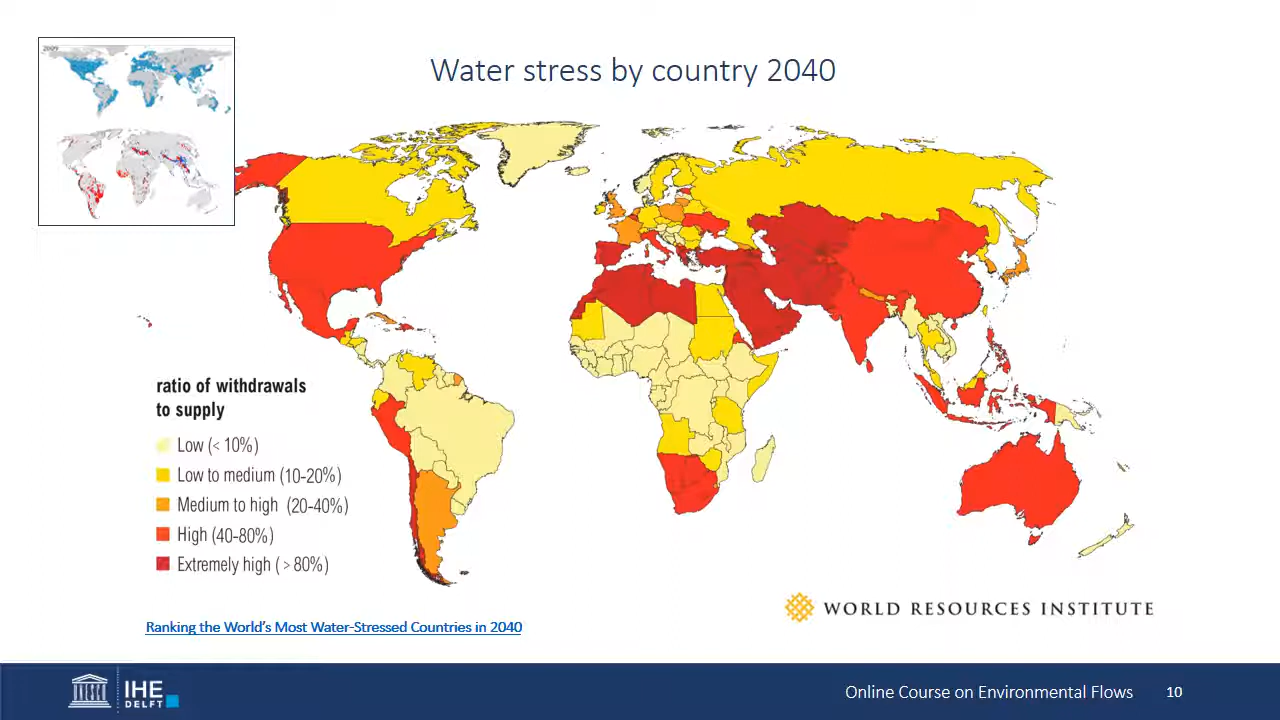 2009
Water stress by country 2040
ratio of withdrawals
to supply
Low (< 10%)
Low to medium (10-20%)
Medium to high (20-40%)
High (40-80%)
Extremely high ( > 80%)
WORLD RESOURCES INSTITUTE
Ranking the World's Most Water-Stressed Countries in 2040
UNESCO
IHE
DELFT
Online Course on Environmental Flows
10